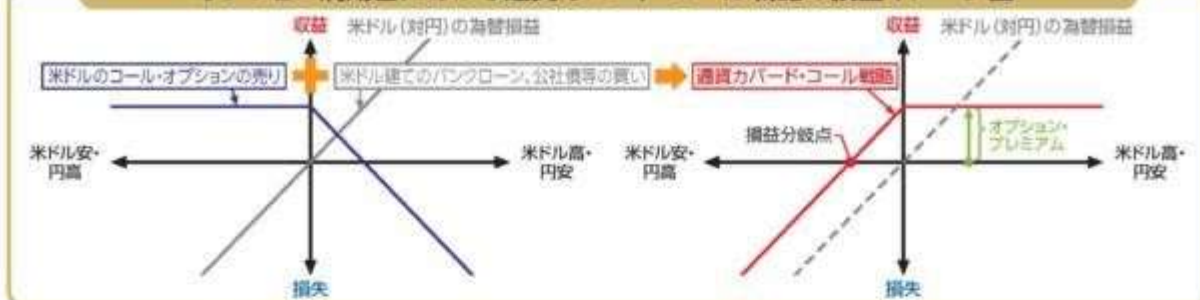 収益
米ドル(対円)の為替損益
米ドルのコール・オプションの売り
米ドル建てのバンクローン、公社債等の買い
米ドル安・
円高
米ドル高・
円安
損失
収益
米ドル(対円)の為替損益
通貨カバード・コール戦略
損益分岐点
オプション・
プレミアム
米ドル安・
円高
米ドル高・
円安
損失